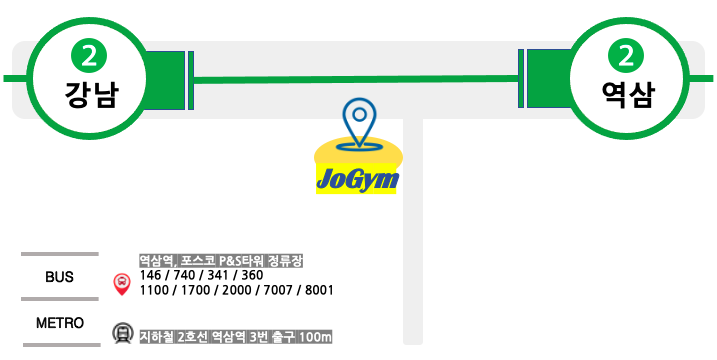 2
강남
2
역삼
JoGym
BUS
역삼역, 포스코 P&S타워 정류장
146 / 740 / 341 / 360
1100 / 1700 / 2000 / 7007 / 8001
METRO
지하철 2호선 역삼역 3번 출구 100m